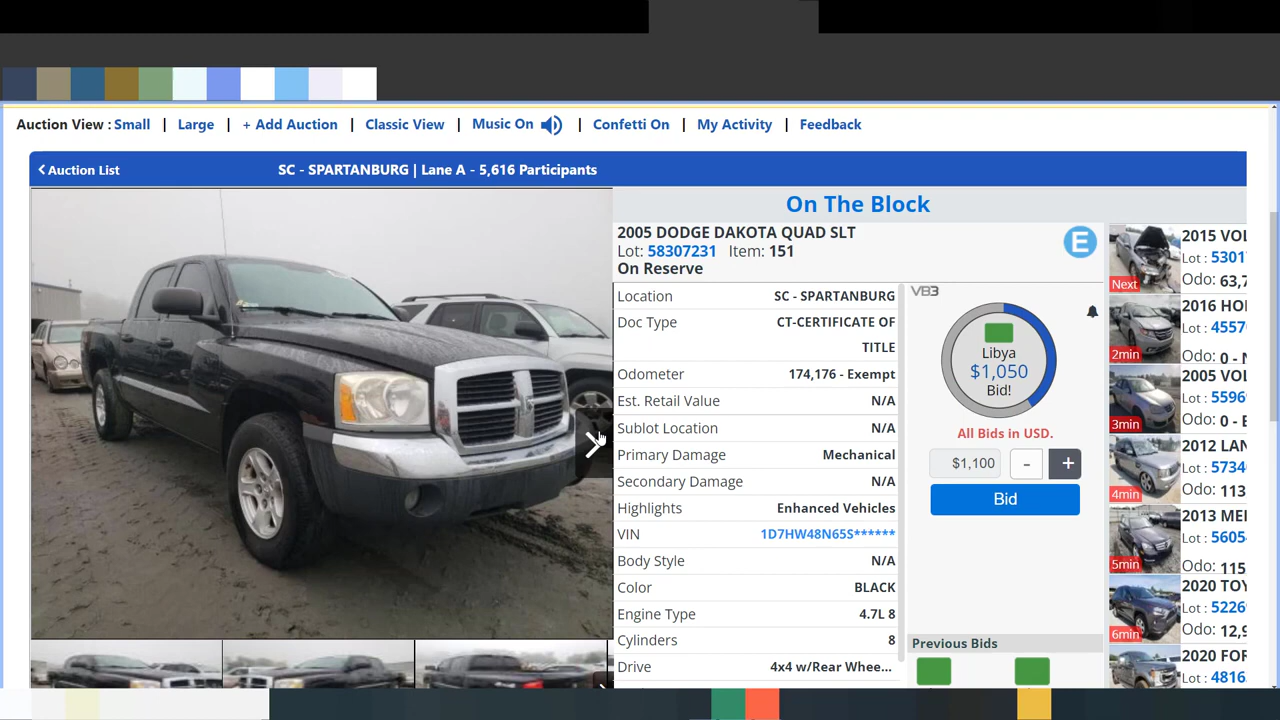 Auction View : Small | Large | + Add Auction | Classic View | Music On | Confetti On | My Activity | Feedback
Auction List
SC - SPARTANBURG | Lane A - 5,616 Participants
On The Block
2005 DODGE DAKOTA QUAD SLT
Lot: 58307231 Item: 151
On Reserve
E
Location SC - SPARTANBURG
Doc Type CT-CERTIFICATE OF
TITLE
Odometer 174,176 - Exempt
Est. Retail Value N/A
Sublot Location N/A
Primary Damage Mechanical
Secondary Damage N/A
Highlights Enhanced Vehicles
VIN 1D7HW48N65S******
Body Style N/A
Color BLACK
Engine Type 4.7L 8
Cylinders 8
Drive 4x4 w/Rear Whee...
VB3
Libya
$1,050
Bid!
All Bids in USD.
$1,100 - +
Bid
Previous Bids
2015 VOL
Lot : 5301
Next
Odo: 63,7
2016 HO
Lot : 4557
2min
Odo: 0 -
2005 VOL
Lot : 5596
3min
Odo: 0 -
2012 LAN
Lot : 5734
4min
Odo: 113
2013 MEI
Lot : 5605
5min
Odo: 115
2020 TOY
Lot : 5226
6min
Odo: 12,9
2020 FOR
Lot : 4816